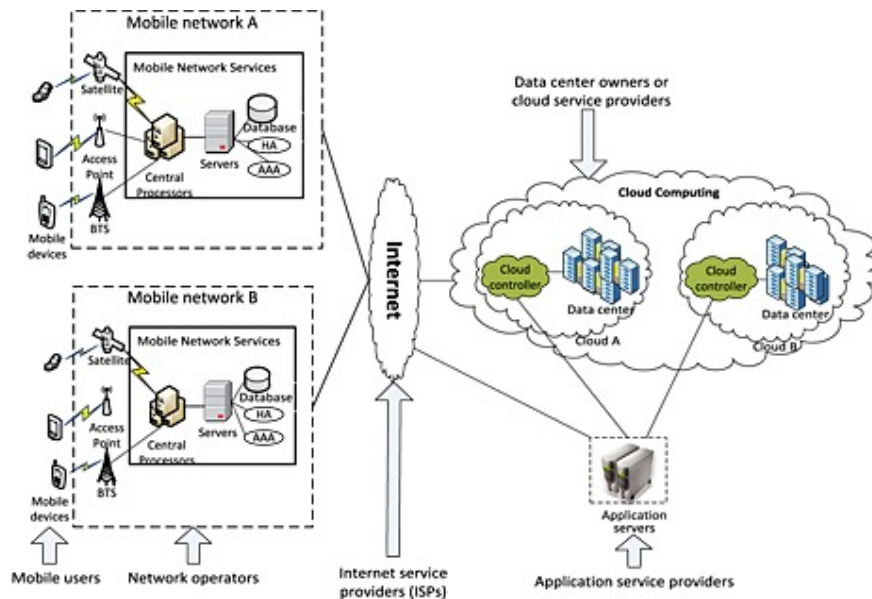 Mobile network A
Mobile Network Services
Satellite
Database
HA
AAA
Access
Point
Servers
Central
Processors
Mobile
devices
BTS
Mobile network B
Mobile Network Services
Satellite
Database
HA
AAA
Access
Point
Servers
Central
Processors
Mobile
devices
BTS
Mobile users
Network operators
Internet
Internet service
providers (ISPs)
Data center owners or
cloud service providers
Cloud Computing
Cloud
controller
Data center
Cloud A
Cloud
controller
Data center
Cloud B
Application
servers
Application service providers